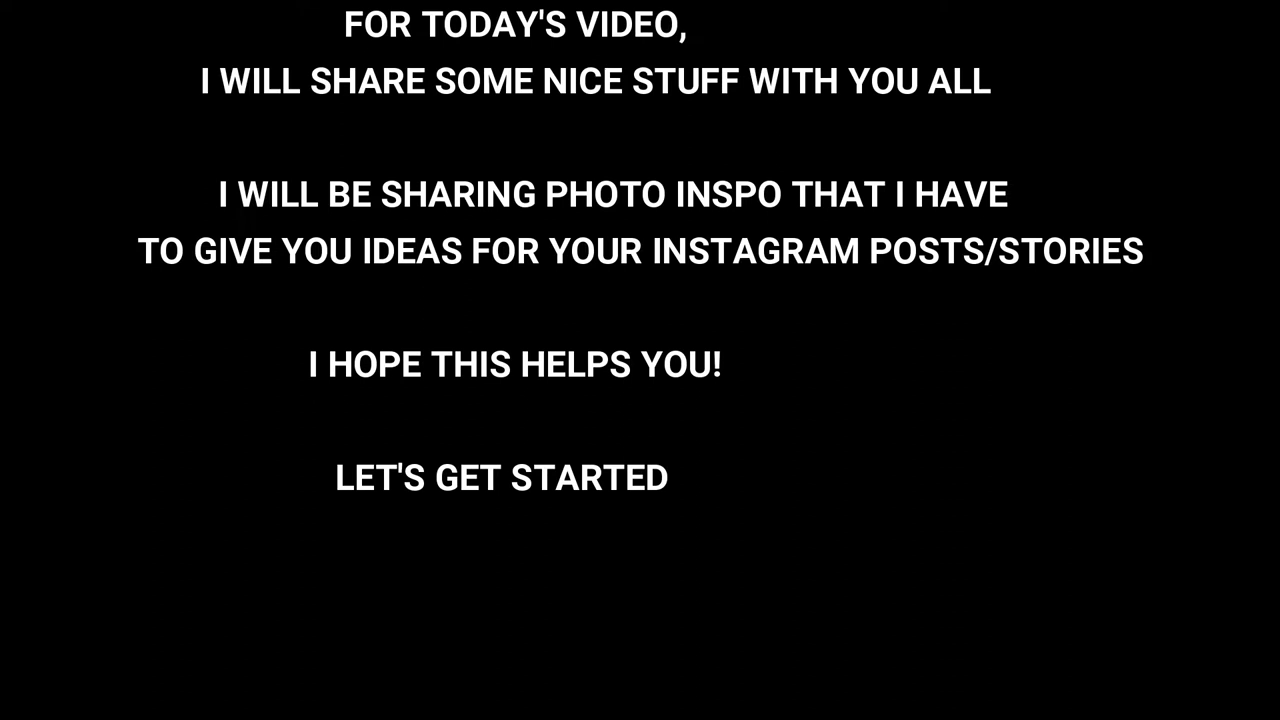 FOR TODAY'S VIDEO,
I WILL SHARE SOME NICE STUFF WITH YOU ALL
I WILL BE SHARING PHOTO INSPO THAT I HAVE
TO GIVE YOU IDEAS FOR YOUR INSTAGRAM POSTS/STORIES
I HOPE THIS HELPS YOU!
LET'S GET STARTED